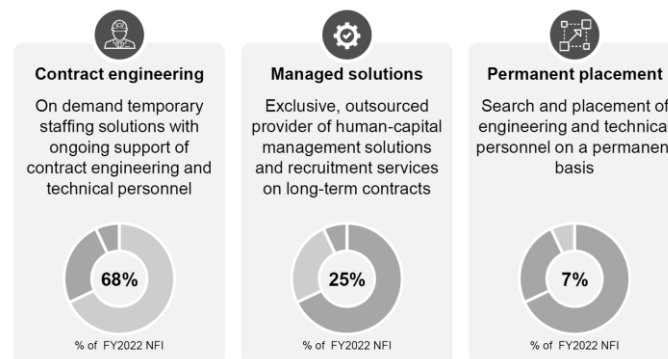 Contract engineering
On demand temporary
staffing solutions with
ongoing support of
contract engineering and
technical personnel
68%
% of FY2022 NFI
Managed solutions
Exclusive, outsourced
provider of human-capital
management solutions
and recruitment services
on long-term contracts
25%
% of FY2022 NFI
Permanent placement
Search and placement of
engineering and technical
personnel on a permanent
basis
7%
% of FY2022 NFI